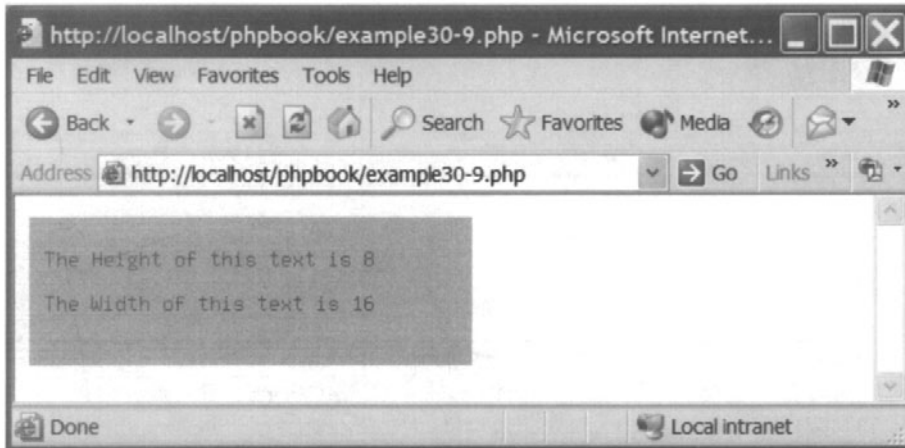 http://localhost/phpbook/example30-9.php - Microsoft Internet...
File Edit View Favorites Tools Help
Back Search Favorites Media »
Address http://localhost/phpbook/example30-9.php Go Links »
The Height of this text is 8
The Width of this text is 16
Done Local intranet